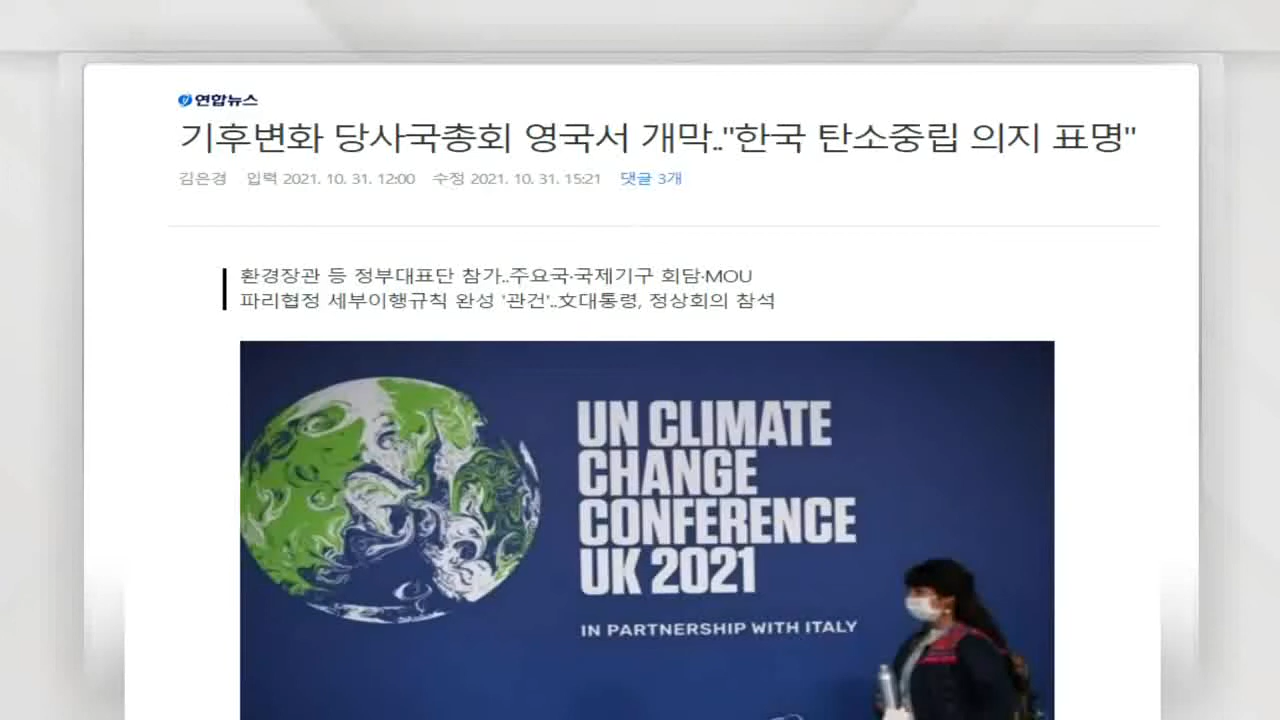 연합뉴스
기후변화 당사국총회 영국서 개막.."한국 탄소중립 의지 표명"
김은경 입력 2021. 10. 31. 12:00 수정 2021. 10. 31. 15:21 댓글 3개
환경장관 등 정부대표단 참가..주요국·국제기구 회담·MOU
파리협정 세부이행규칙 완성 '관건'..文대통령, 정상회의 참석
UN CLIMATE
CHANGE
CONFERENCE
UK 2021
IN PARTNERSHIP WITH ITALY